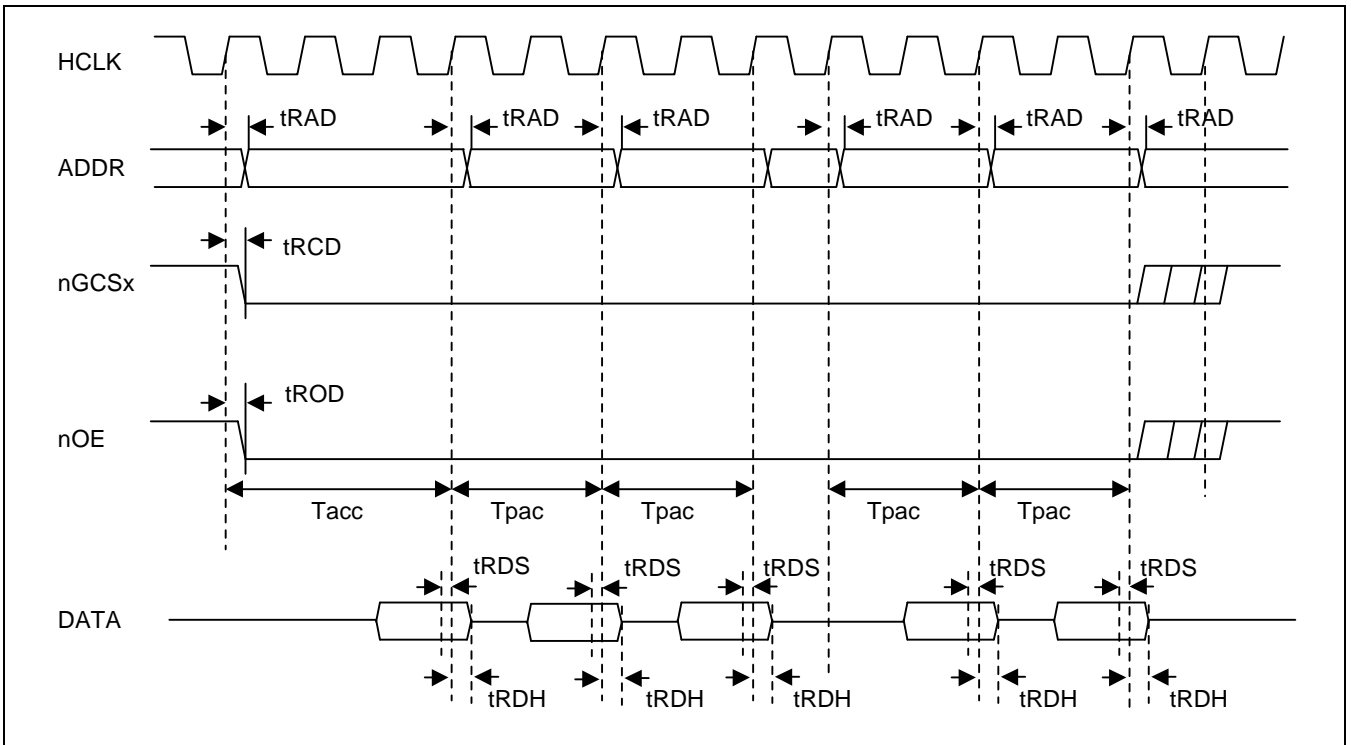 HCLK
tRAD tRAD tRAD tRAD tRAD tRAD
ADDR
tRCD
nGCSx
tROD
nOE
Tacc Tpac Tpac Tpac Tpac
tRDS tRDS tRDS tRDS tRDS
DATA
tRDH tRDH tRDH tRDH tRDH